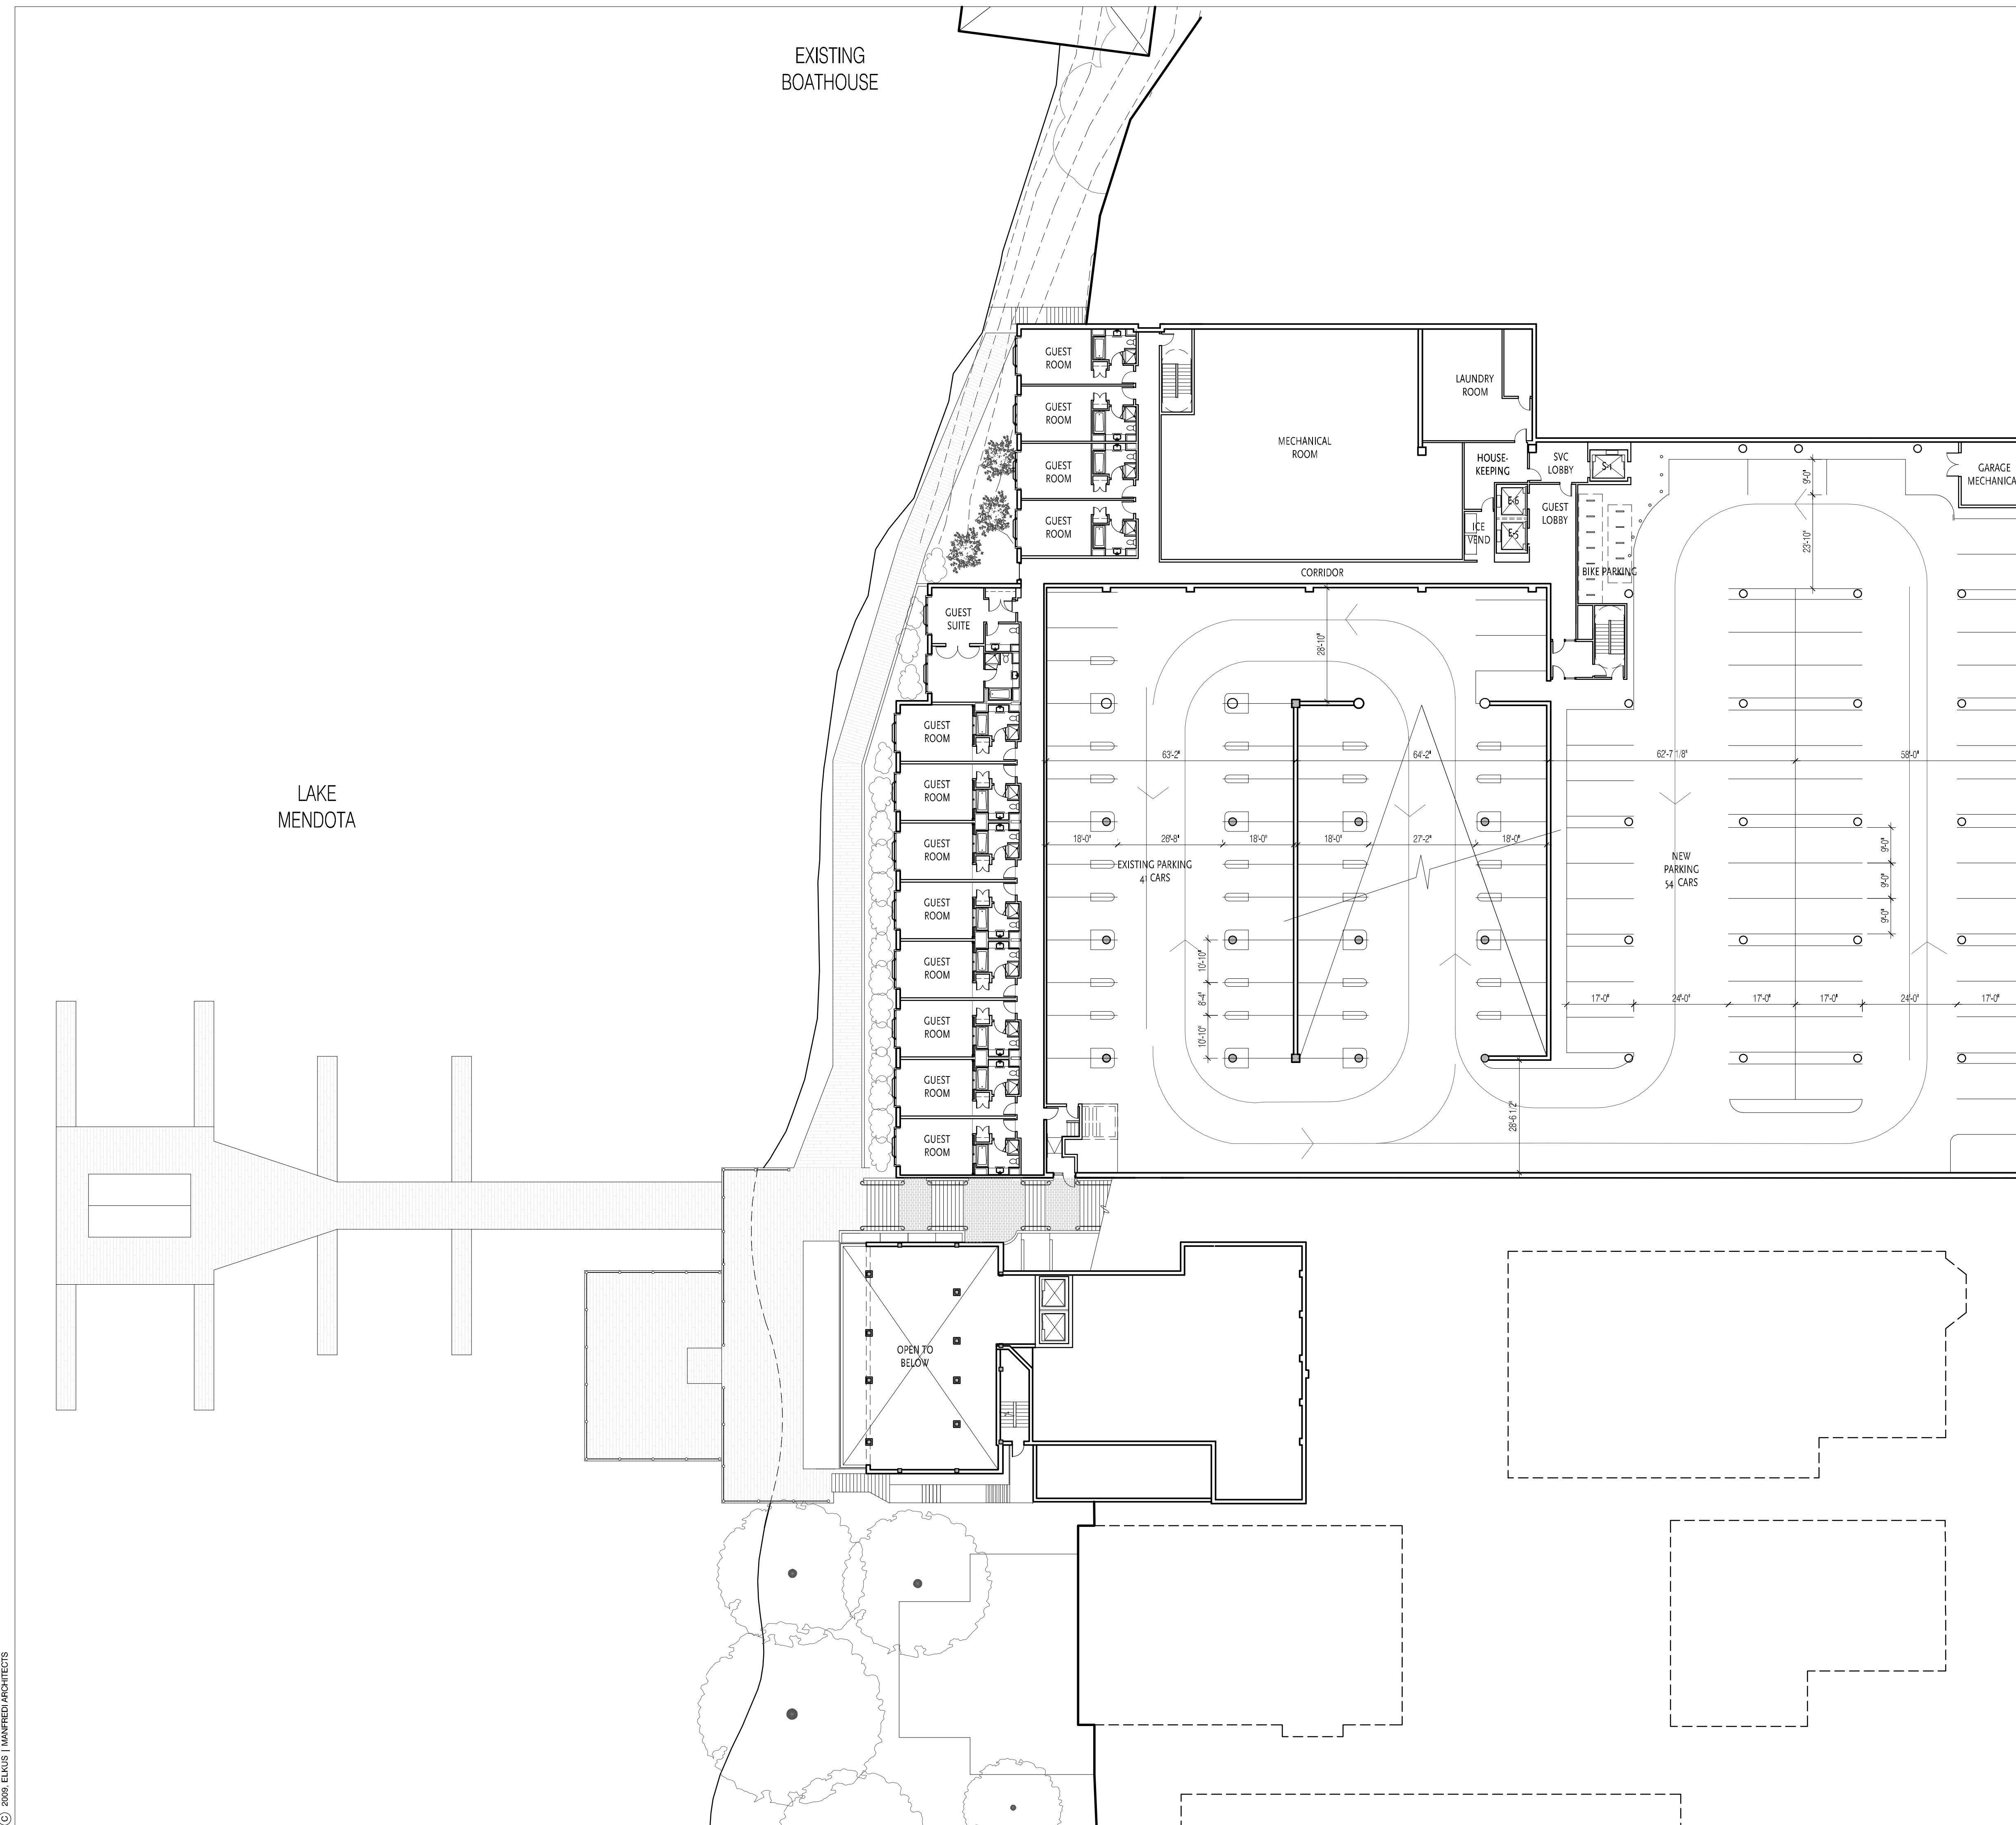 EXISTING
BOATHOUSE
GUEST
ROOM
GUEST
ROOM
GUEST
ROOM
GUEST
ROOM
MECHANICAL
ROOM
LAUNDRY
ROOM
HOUSE-
KEEPING
SVC
LOBBY
S-1
GUEST
LOBBY
E-6
E-5
ICE
VEND
BIKE PARKING
GARAGE
9'-0"
23'-10"
CORRIDOR
28'-10"
GUEST
SUITE
GUEST
ROOM
GUEST
ROOM
GUEST
ROOM
GUEST
ROOM
GUEST
ROOM
GUEST
ROOM
GUEST
ROOM
GUEST
ROOM
63'-2"
64'-2"
62'-7 1/8"
58'-0"
LAKE
MENDOTA
18'-0"
26'-8"
18'-0"
18'-0"
27'-2"
18'-0"
EXISTING PARKING
41 CARS
NEW
PARKING
54 CARS
9'-0"
9'-0"
9'-0"
10'-10"
8'-4"
10'-10"
17'-0"
24'-0"
17'-0"
17'-0"
24'-0"
17'-0"
28'-6 1/2"
OPEN TO
BELOW
© 2009, ELKUS | MANFREDI ARCHITECTS